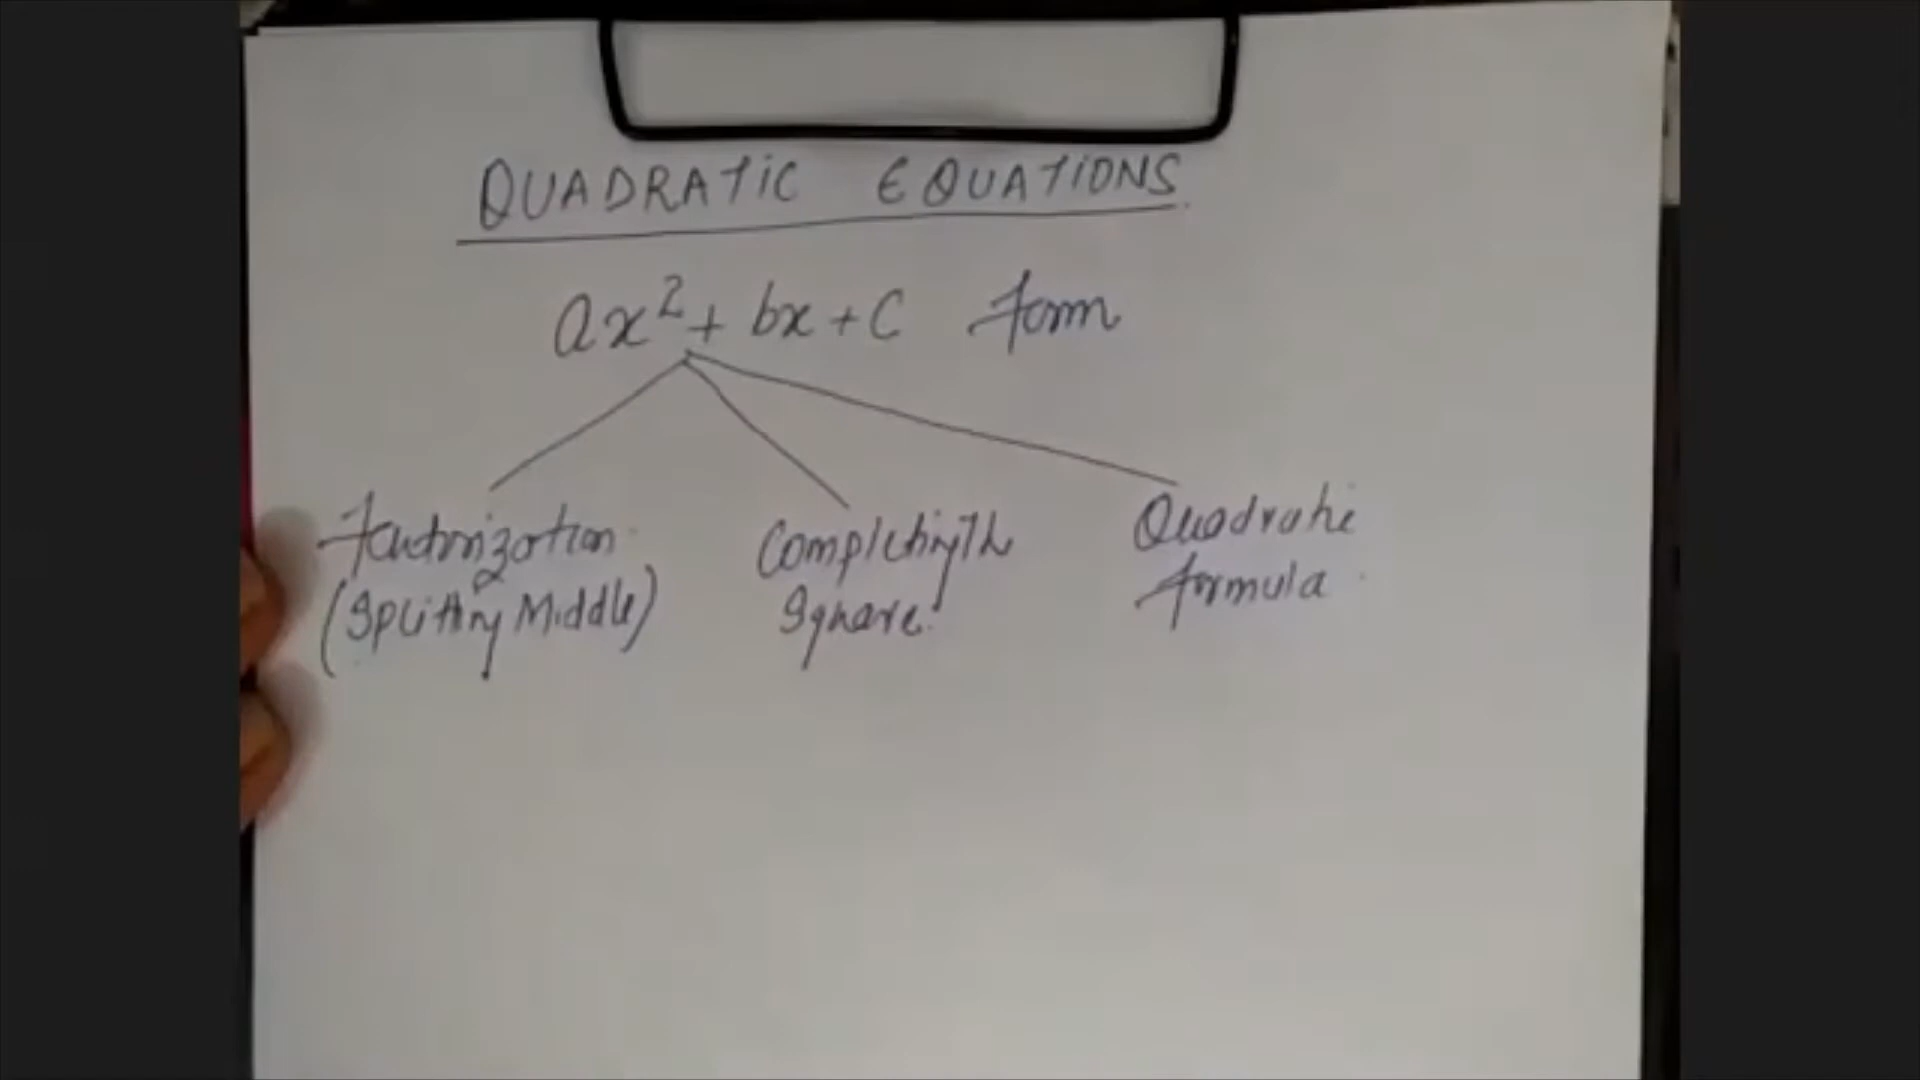 QUADRATIC EQUATIONS.
ax² + bx + C Form
Factorization
(Splitting Middle)
Completing the
Square.
Quadratic
formula